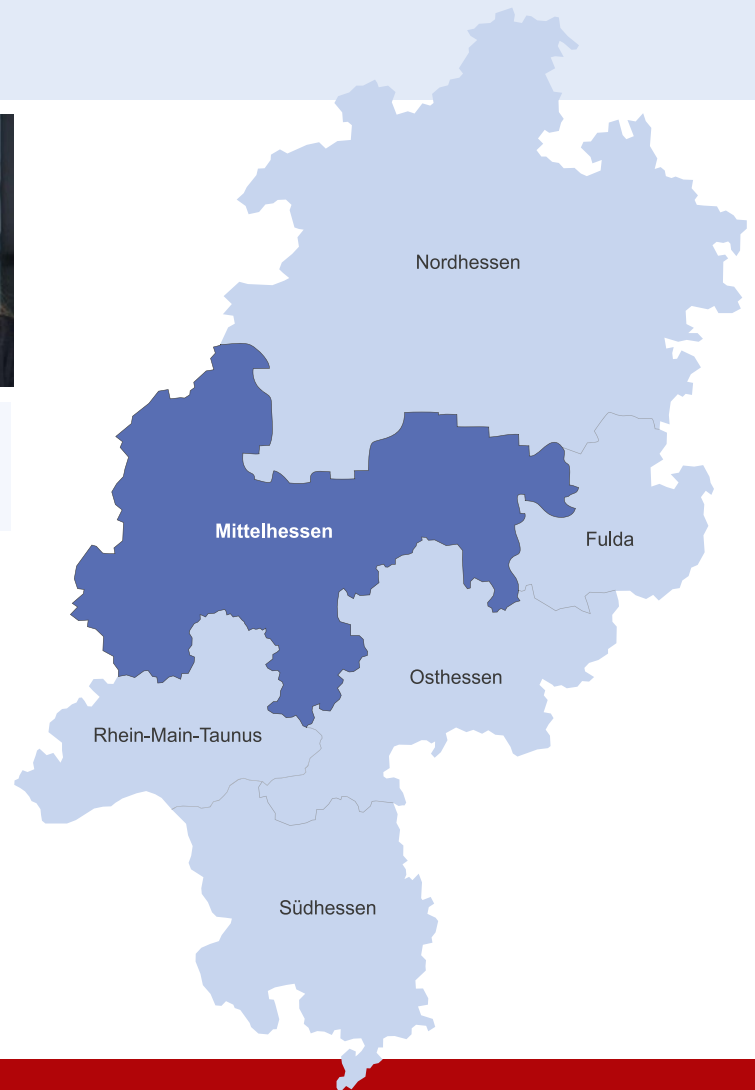 Nordhessen
Mittelhessen
Fulda
Osthessen
Rhein-Main-Taunus
Südhessen